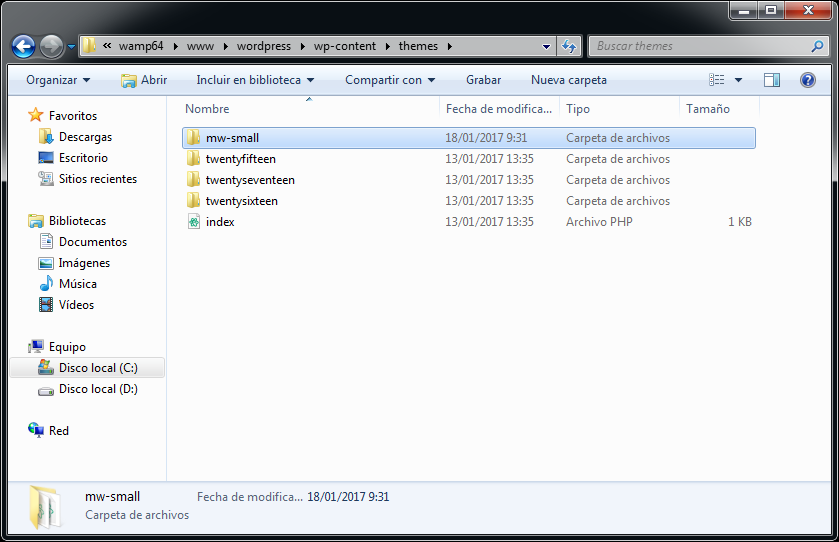 « wamp64 ▸ www ▸ wordpress ▸ wp-content ▸ themes ▸ Buscar themes
Organizar Abrir Incluir en biblioteca Compartir con Grabar Nueva carpeta
Favoritos
Descargas
Escritorio
Sitios recientes
Bibliotecas
Documentos
Imágenes
Música
Vídeos
Equipo
Disco local (C:)
Disco local (D:)
Red
Nombre Fecha de modifica... Tipo Tamaño
mw-small 18/01/2017 9:31 Carpeta de archivos
twentyfifteen 13/01/2017 13:35 Carpeta de archivos
twentyseventeen 13/01/2017 13:35 Carpeta de archivos
twentysixteen 13/01/2017 13:35 Carpeta de archivos
index 13/01/2017 13:35 Archivo PHP 1 KB
mw-small Fecha de modifica... 18/01/2017 9:31
Carpeta de archivos